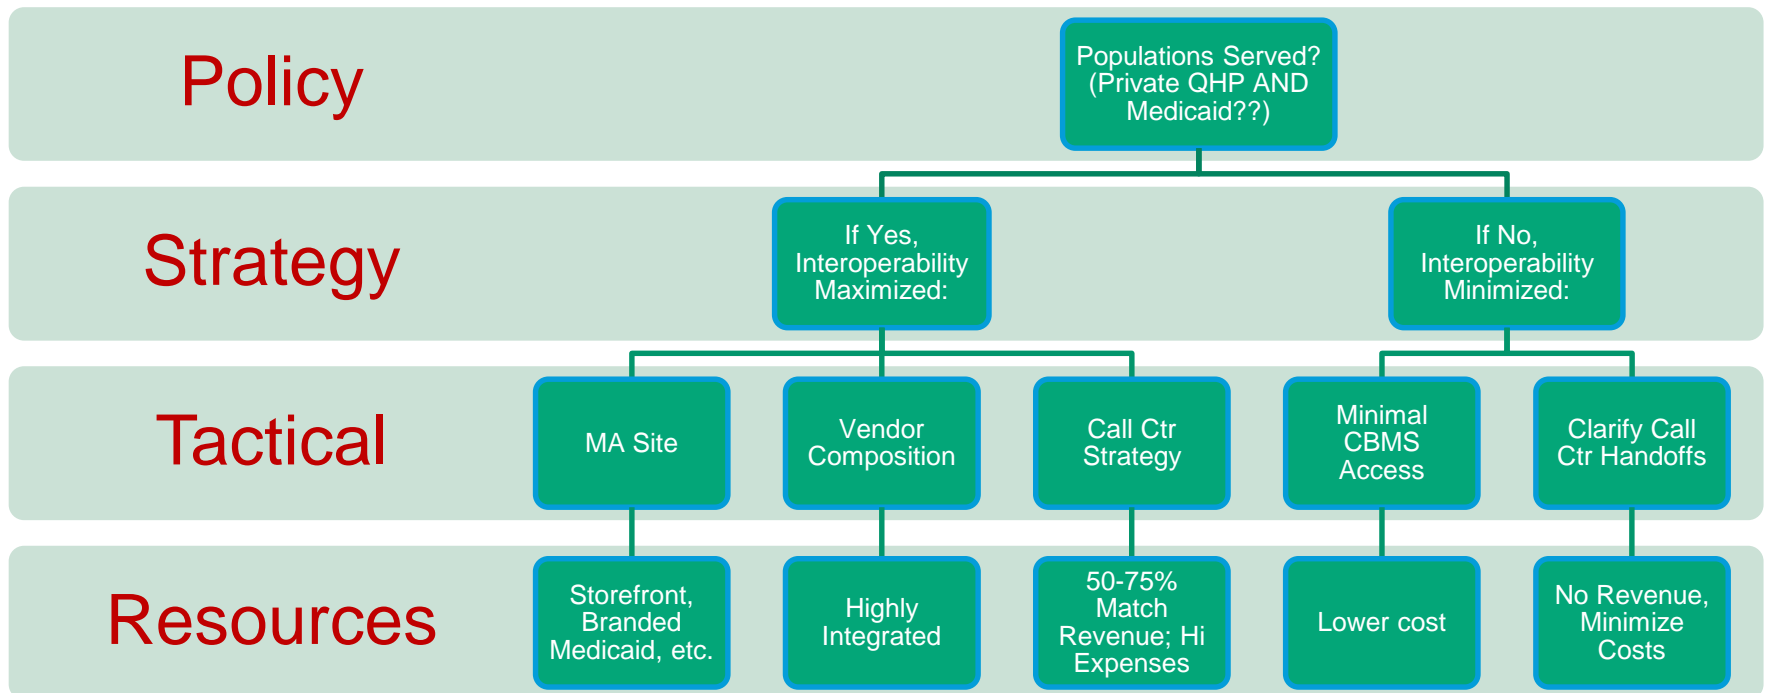 Policy
Populations Served?
(Private QHP AND
Medicaid??)
Strategy
If Yes,
Interoperability
Maximized:
If No,
Interoperability
Minimized:
Tactical
MA Site
Vendor
Composition
Call Ctr
Strategy
Minimal
CBMS
Access
Clarify Call
Ctr Handoffs
Resources
Storefront,
Branded
Medicaid, etc.
Highly
Integrated
50-75%
Match
Revenue; Hi
Expenses
Lower cost
No Revenue,
Minimize
Costs